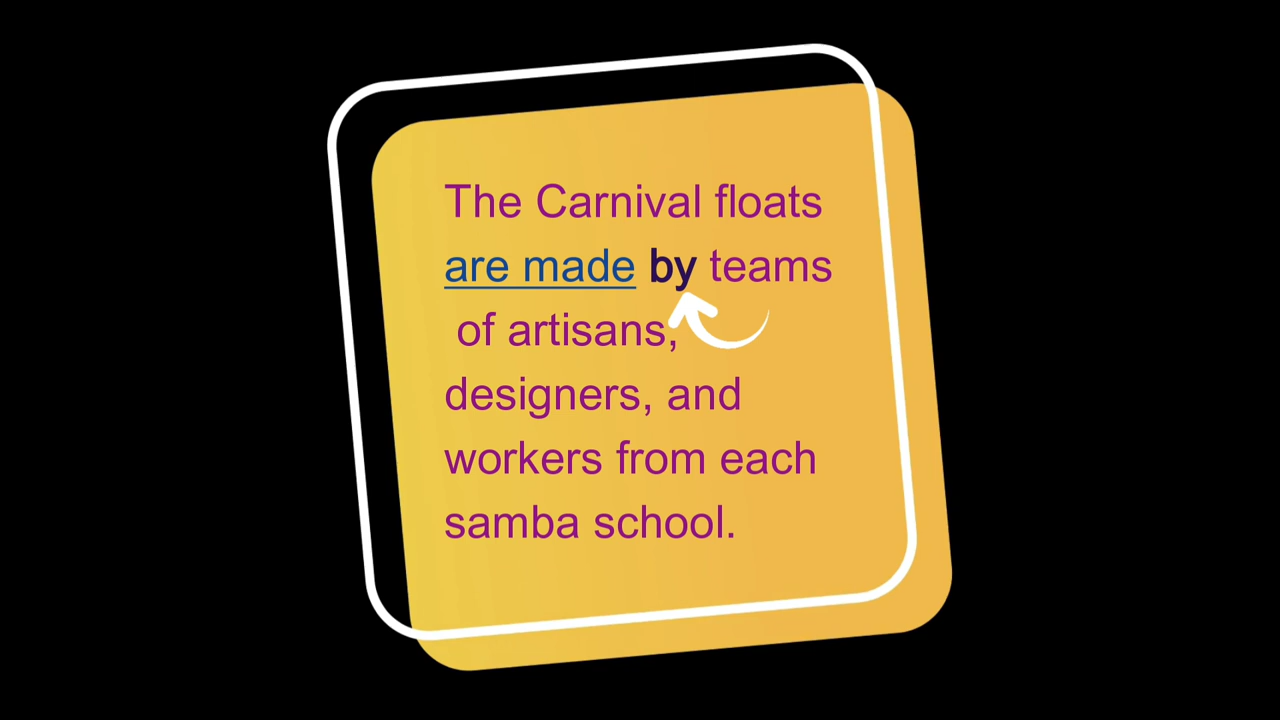 The Carnival floats
are made by teams
of artisans,
designers, and
workers from each
samba school.